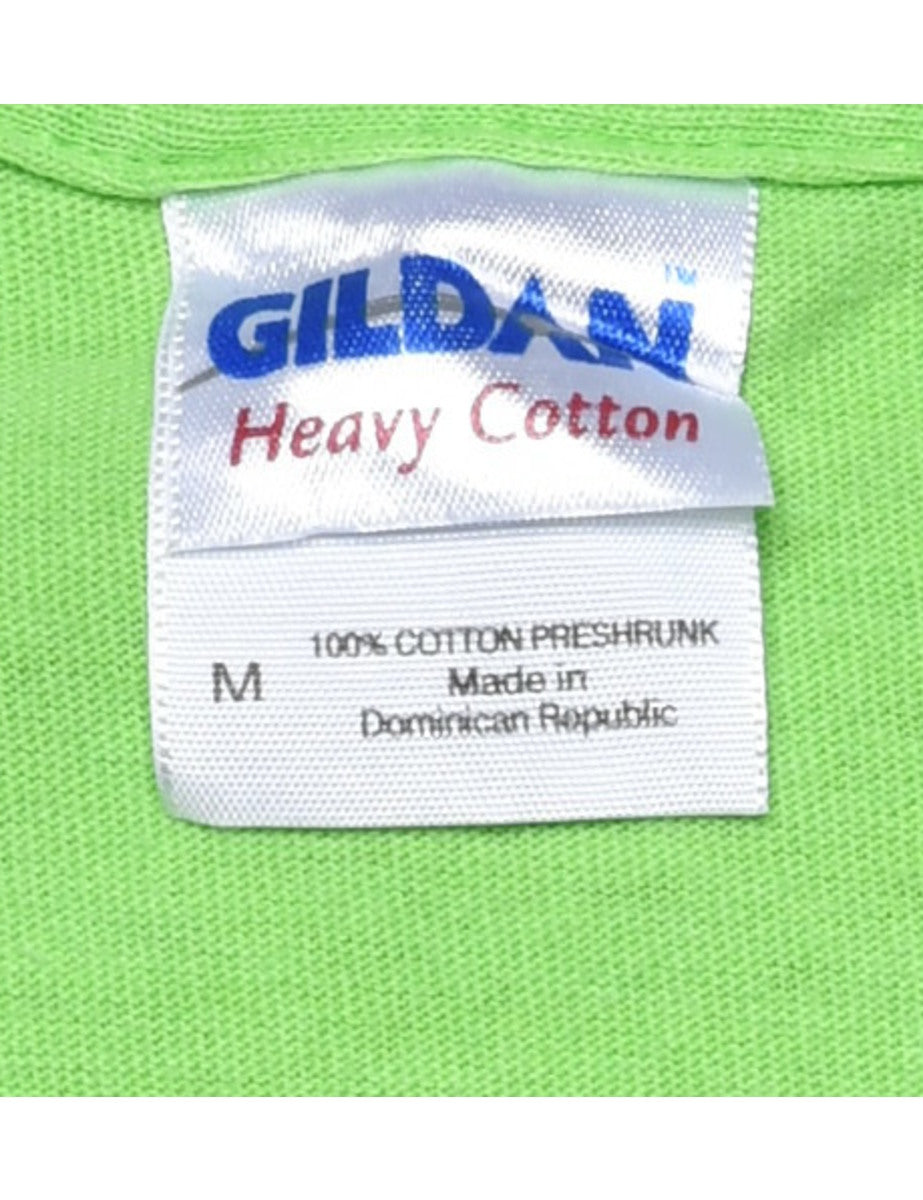 GILDAN™
Heavy Cotton
100% COTTON PRESHRUNK
M
Made in
Dominican Republic